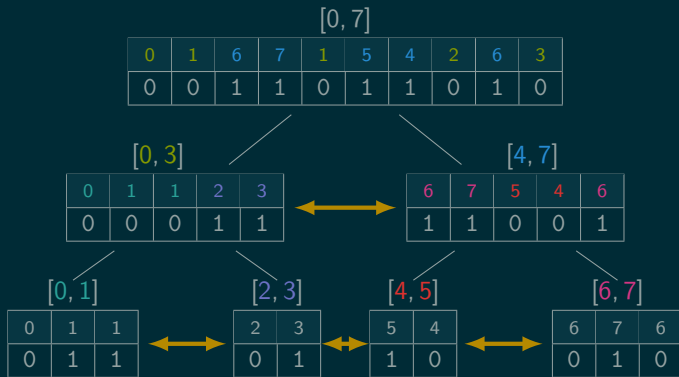 [0, 7]
0 1 6 7 1 5 4 2 6 3
0 0 1 1 0 1 1 0 1 0
[0, 3] [4, 7]
0 1 1 2 3 6 7 5 4 6
0 0 0 1 1 1 1 0 0 1
[0, 1] [2, 3] [4, 5] [6, 7]
0 1 1 2 3 5 4 6 7 6
0 1 1 0 1 1 0 0 1 0